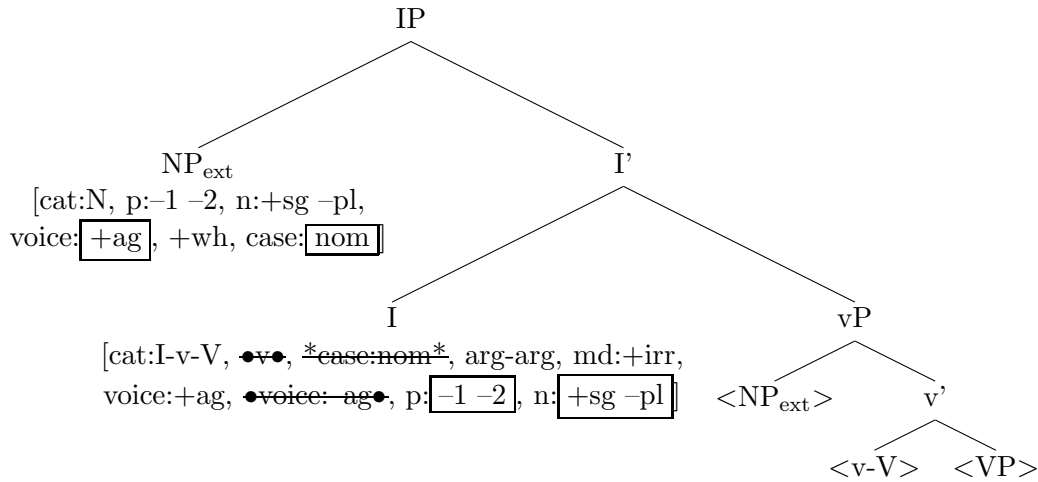 IP
NPext I'
[cat:N, p:–1 –2, n:+sg –pl,
voice: +ag , +wh, case: nom ]
I vP
[cat:I-v-V, ●v●, *case:nom*, arg-arg, md:+irr,
voice:+ag, ●voice: ag●, p: –1 –2 , n: +sg –pl ]
<NPext> v'
<v-V> <VP>